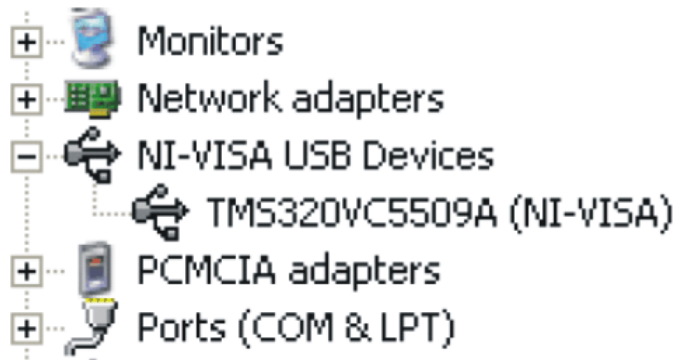 Monitors
Network adapters
NI-VISA USB Devices
TMS320VC5509A (NI-VISA)
PCMCIA adapters
Ports (COM & LPT)